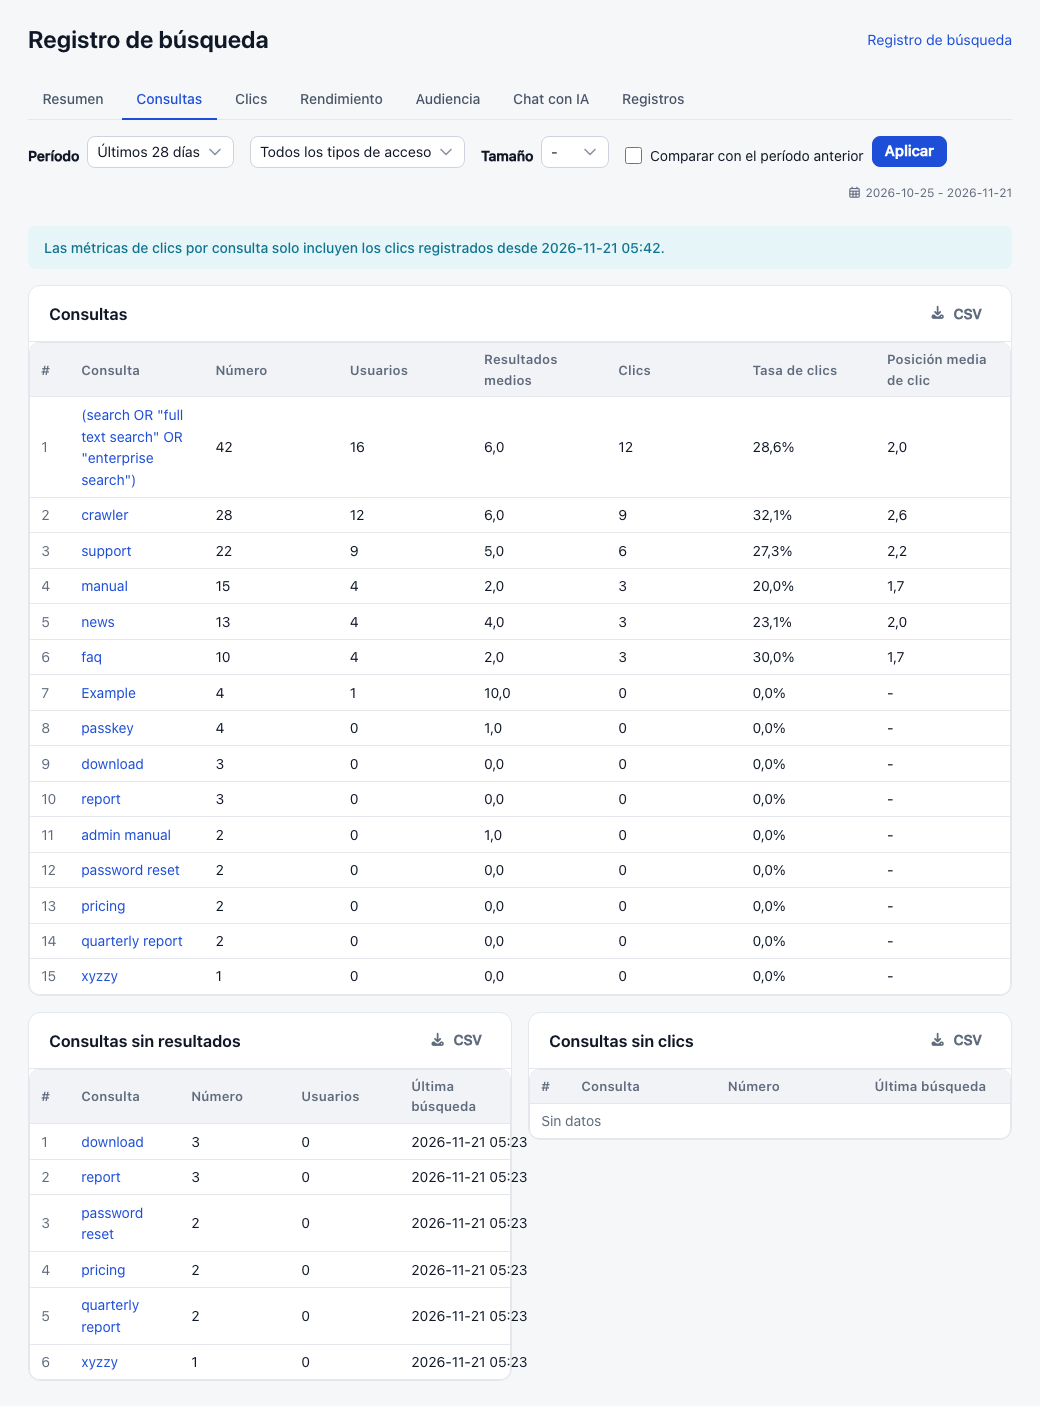 Registro de búsqueda
Registro de búsqueda
Resumen Consultas Clics Rendimiento Audiencia Chat con IA Registros
Período Últimos 28 días Todos los tipos de acceso Tamaño - Comparar con el período anterior Aplicar
2026-10-25 - 2026-11-21
Las métricas de clics por consulta solo incluyen los clics registrados desde 2026-11-21 05:42.
Consultas CSV
# Consulta Número Usuarios Resultados medios Clics Tasa de clics Posición media de clic
1 (search OR "full text search" OR "enterprise search") 42 16 6,0 12 28,6% 2,0
2 crawler 28 12 6,0 9 32,1% 2,6
3 support 22 9 5,0 6 27,3% 2,2
4 manual 15 4 2,0 3 20,0% 1,7
5 news 13 4 4,0 3 23,1% 2,0
6 faq 10 4 2,0 3 30,0% 1,7
7 Example 4 1 10,0 0 0,0% -
8 passkey 4 0 1,0 0 0,0% -
9 download 3 0 0,0 0 0,0% -
10 report 3 0 0,0 0 0,0% -
11 admin manual 2 0 1,0 0 0,0% -
12 password reset 2 0 0,0 0 0,0% -
13 pricing 2 0 0,0 0 0,0% -
14 quarterly report 2 0 0,0 0 0,0% -
15 xyzzy 1 0 0,0 0 0,0% -
Consultas sin resultados CSV
# Consulta Número Usuarios Última búsqueda
1 download 3 0 2026-11-21 05:23
2 report 3 0 2026-11-21 05:23
3 password reset 2 0 2026-11-21 05:23
4 pricing 2 0 2026-11-21 05:23
5 quarterly report 2 0 2026-11-21 05:23
6 xyzzy 1 0 2026-11-21 05:23
Consultas sin clics CSV
# Consulta Número Última búsqueda
Sin datos